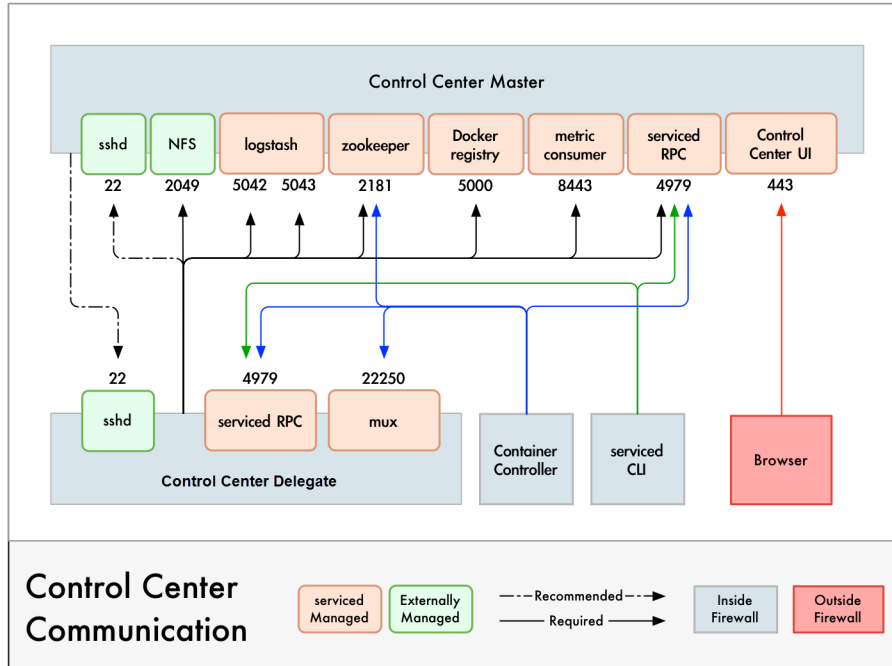 Control Center Master
sshd
NFS
logstash
zookeeper
Docker
registry
metric
consumer
serviced
RPC
Control
Center UI
22
2049
5042
5043
2181
5000
8443
4979
443
22
4979
22250
sshd
serviced RPC
mux
Control Center Delegate
Container
Controller
serviced
CLI
Browser
Control Center
Communication
serviced
Managed
Externally
Managed
Recommended
Required
Inside
Firewall
Outside
Firewall